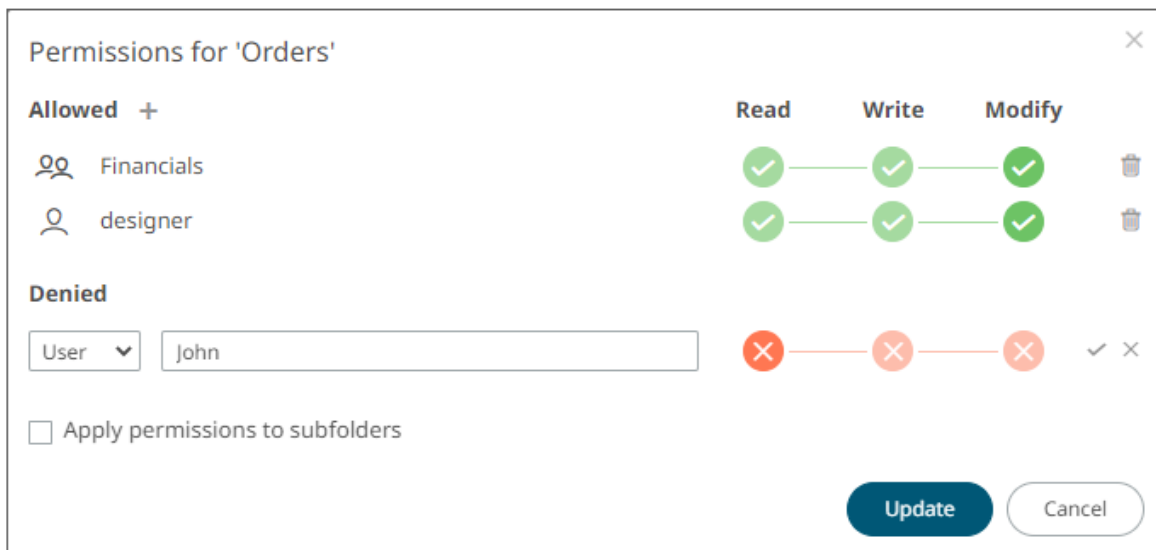 Permissions for 'Orders'
Allowed + Read Write Modify
Financials
designer
Denied
User John
Apply permissions to subfolders
Update Cancel